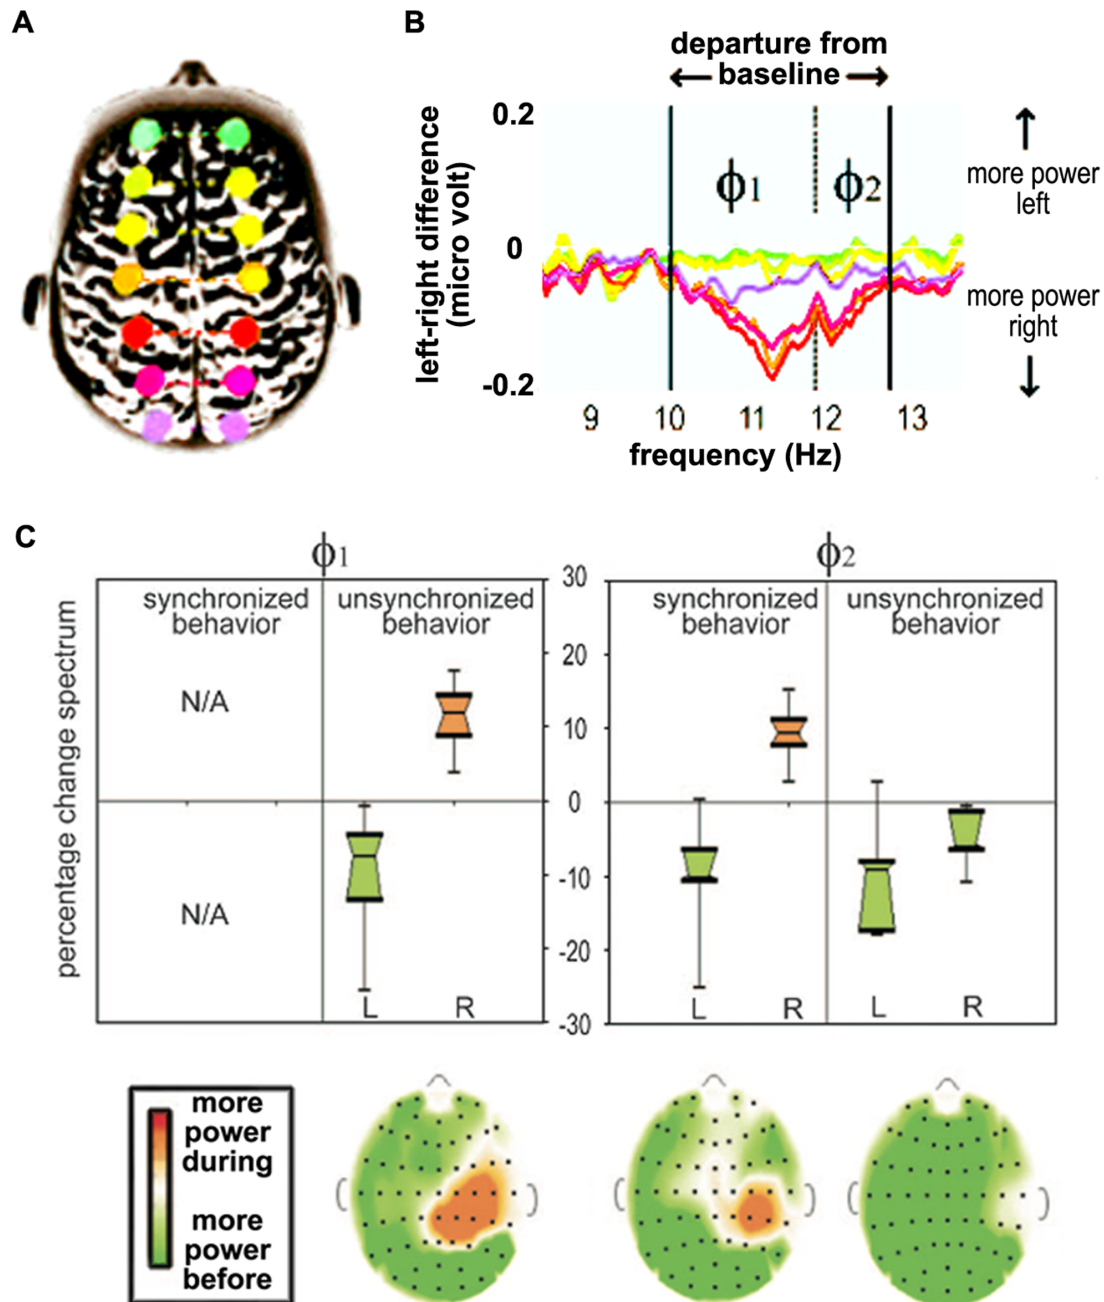 A
B
departure from
baseline
left-right difference
(micro volt)
0.2
0
-0.2
ϕ1
ϕ2
more power
left
more power
right
9 10 11 12 13
frequency (Hz)
C
ϕ1
ϕ2
percentage change spectrum
synchronized
behavior
unsynchronized
behavior
N/A
N/A
L R
30
20
10
0
-10
-20
-30
synchronized
behavior
unsynchronized
behavior
L R L R
more
power
during
more
power
before